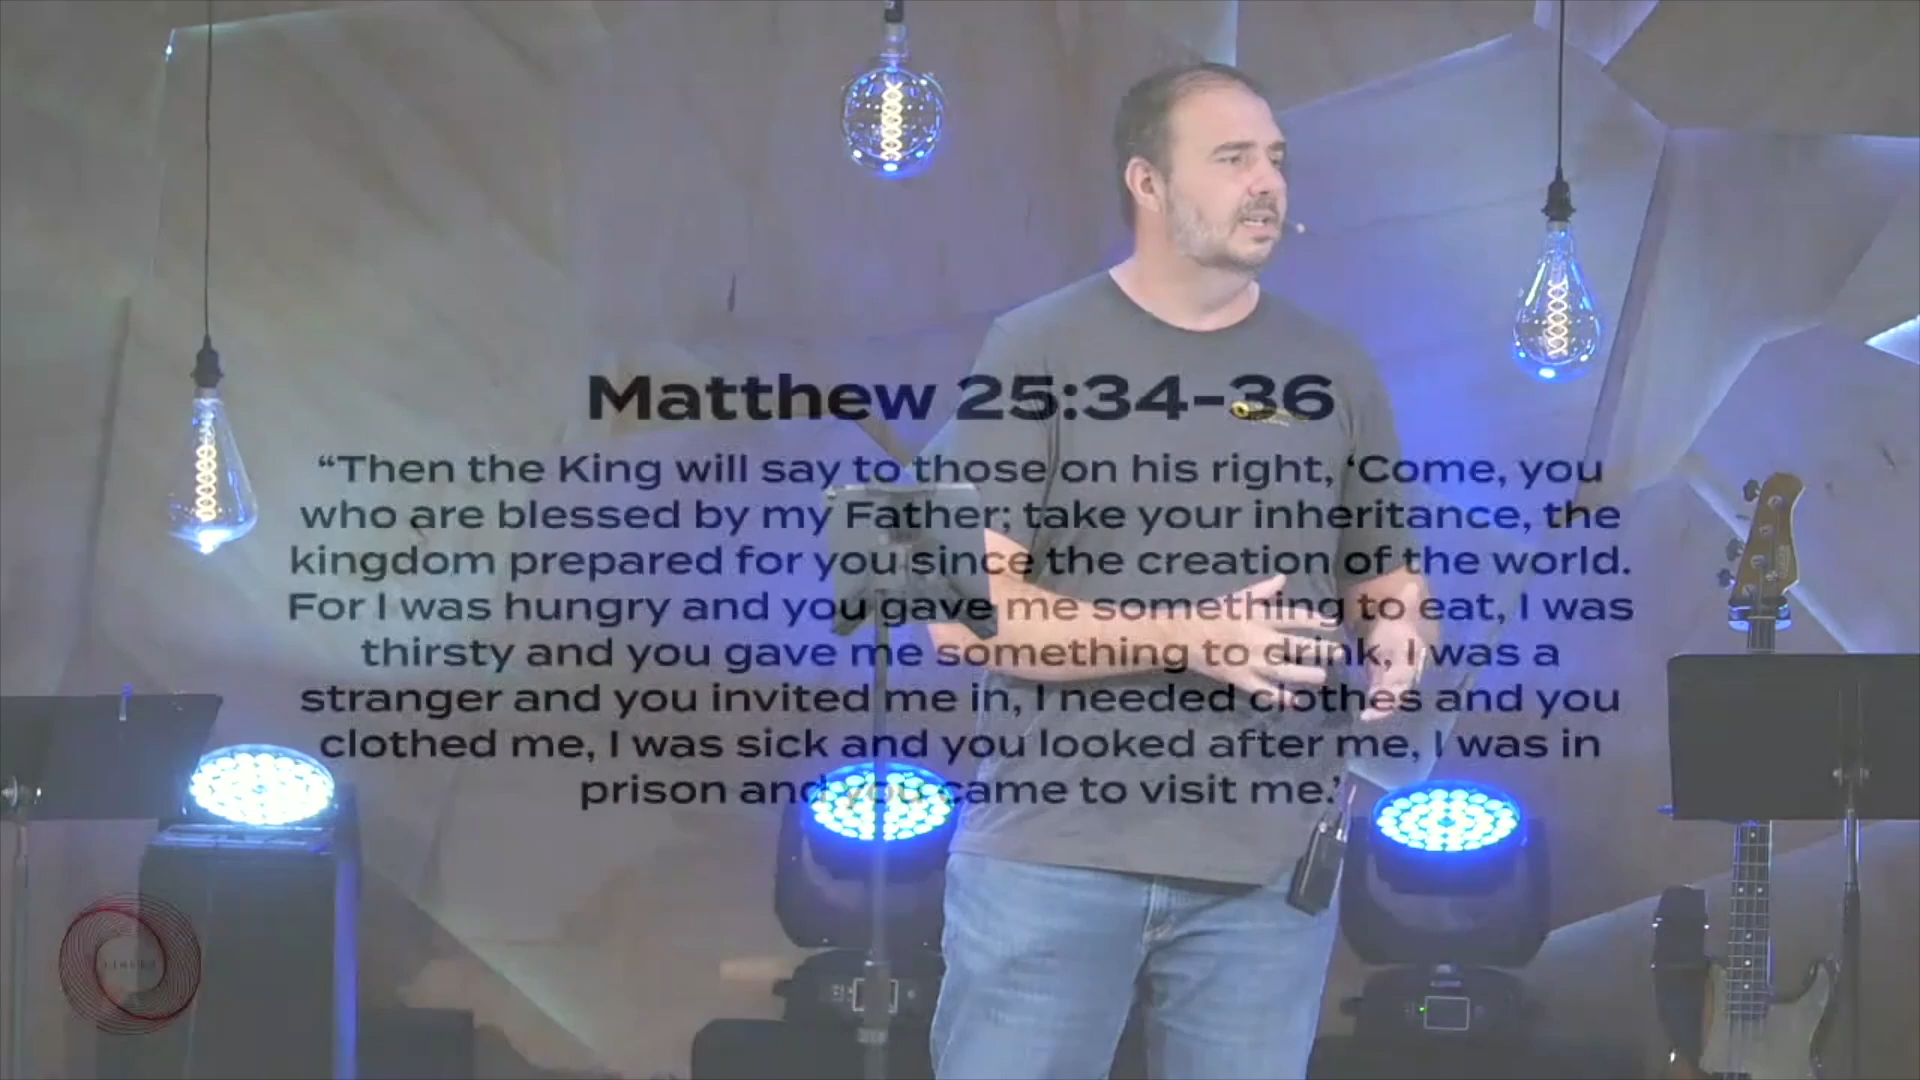 Matthew 25:34-36
“Then the King will say to those on his right, ‘Come, you
who are blessed by my Father; take your inheritance, the
kingdom prepared for you since the creation of the world.
For I was hungry and you gave me something to eat, I was
thirsty and you gave me something to drink, I was a
stranger and you invited me in, I needed clothes and you
clothed me, I was sick and you looked after me, I was in
prison and you came to visit me.’